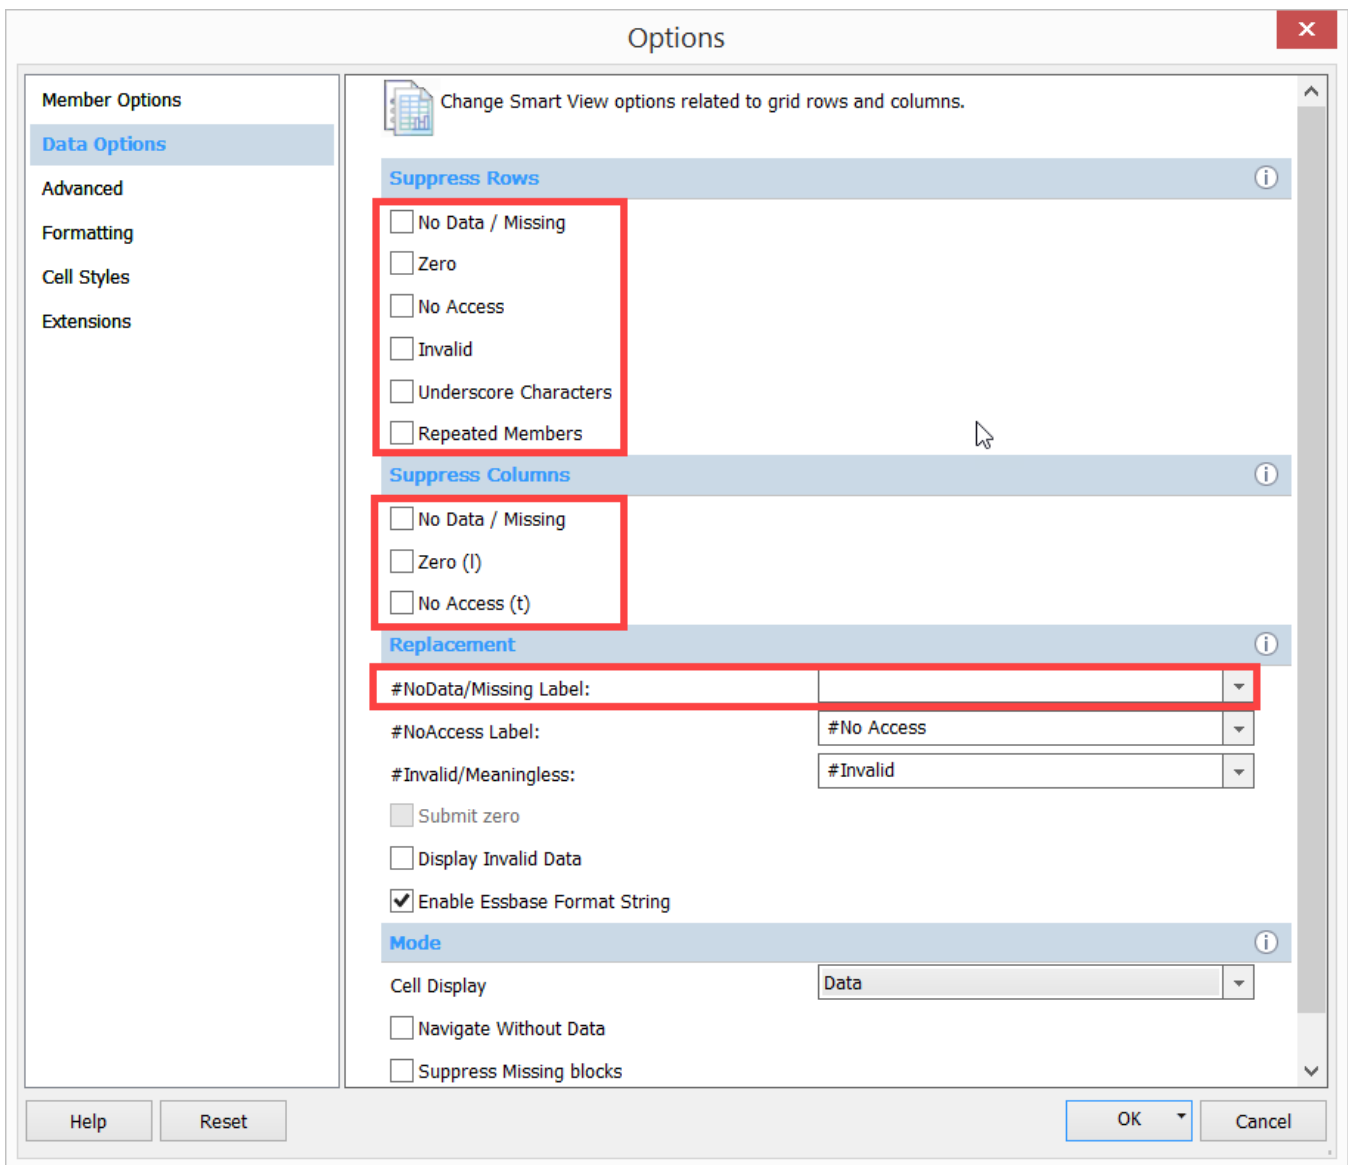 Options
Member Options
Data Options
Advanced
Formatting
Cell Styles
Extensions
Change Smart View options related to grid rows and columns.
Suppress Rows
No Data / Missing
Zero
No Access
Invalid
Underscore Characters
Repeated Members
Suppress Columns
No Data / Missing
Zero (l)
No Access (t)
Replacement
#NoData/Missing Label:
#NoAccess Label: #No Access
#Invalid/Meaningless: #Invalid
Submit zero
Display Invalid Data
Enable Essbase Format String
Mode
Cell Display Data
Navigate Without Data
Suppress Missing blocks
Help Reset OK Cancel